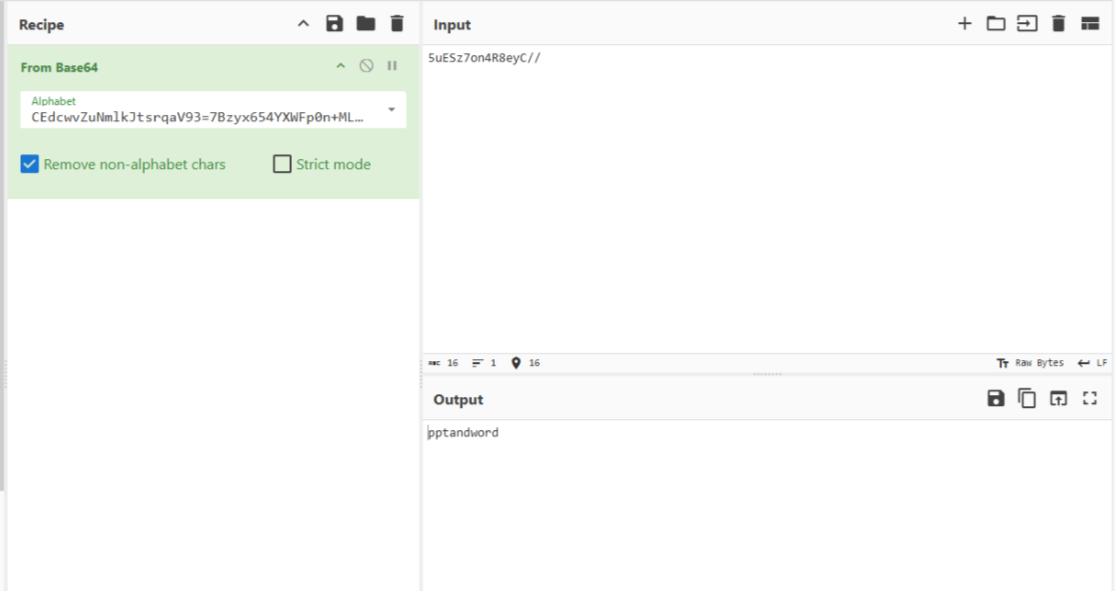 Recipe
From Base64
Alphabet
CEdcwvZuNmlkJtsrqaV93=7Bzyx654YXWFp0n+ML…
Remove non-alphabet chars
Strict mode
Input
5uESz7on4R8eyC//
ABC 16 1 16
Tт Raw Bytes LF
Output
pptandword